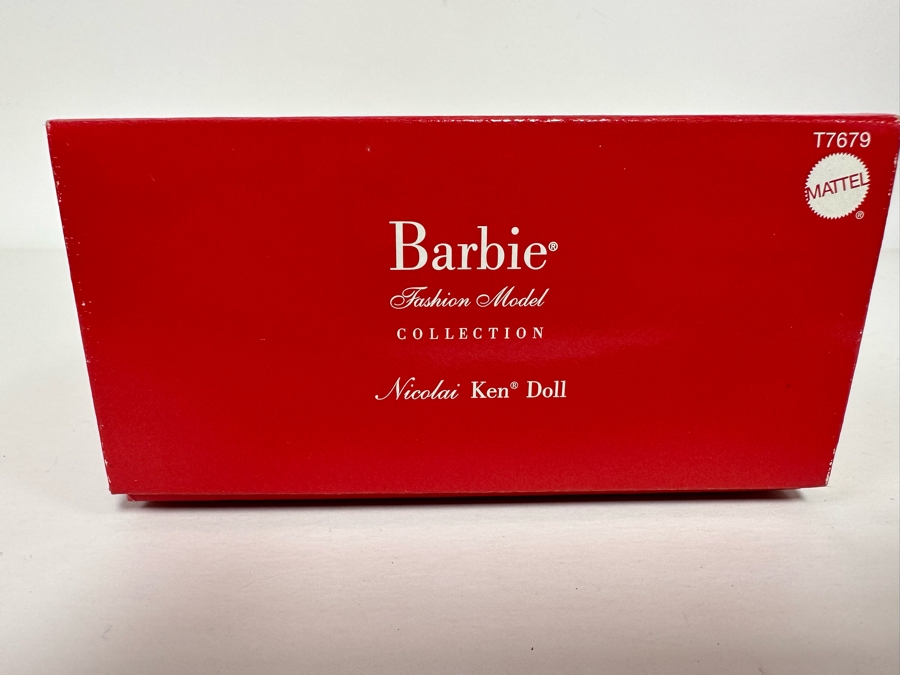 T7679
MATTEL
®
Barbie®
Fashion Model
COLLECTION
Nicolai Ken® Doll